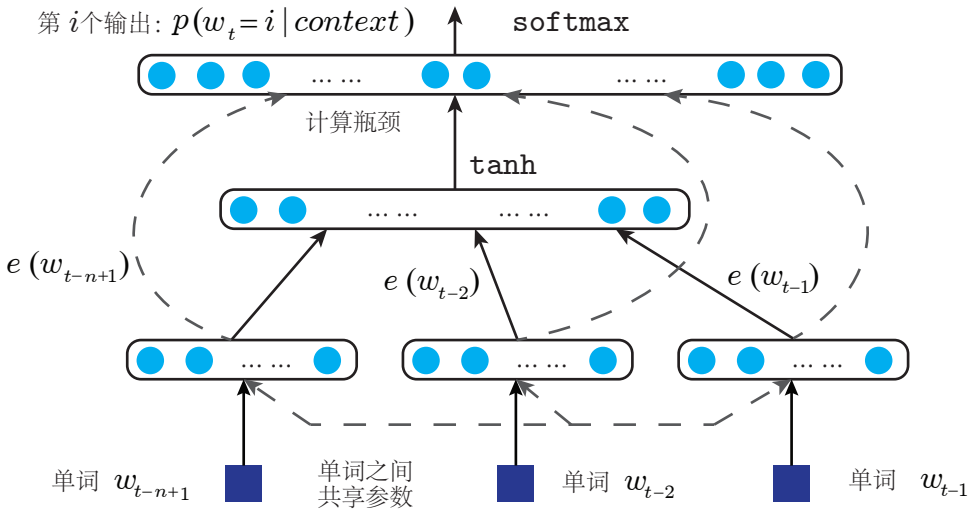 第 i个输出: p(w_t = i | context)
softmax
... ...
... ...
计算瓶颈
tanh
... ...
... ...
e (w_{t-n+1})
e (w_{t-2})
e (w_{t-1})
... ...
... ...
... ...
单词 w_{t-n+1}
单词之间
共享参数
单词 w_{t-2}
单词 w_{t-1}